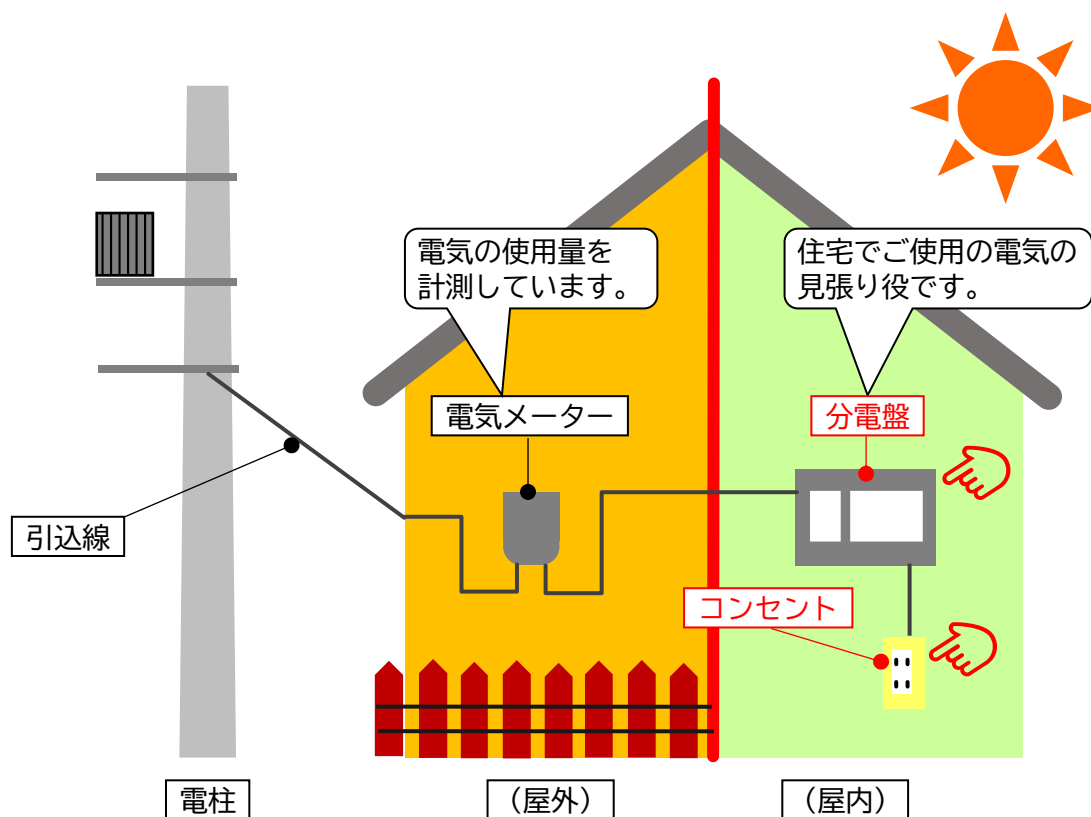 電気の使用量を
計測しています。
住宅でご使用の電気の
見張り役です。
電気メーター
分電盤
引込線
コンセント
電柱
（屋外）
（屋内）